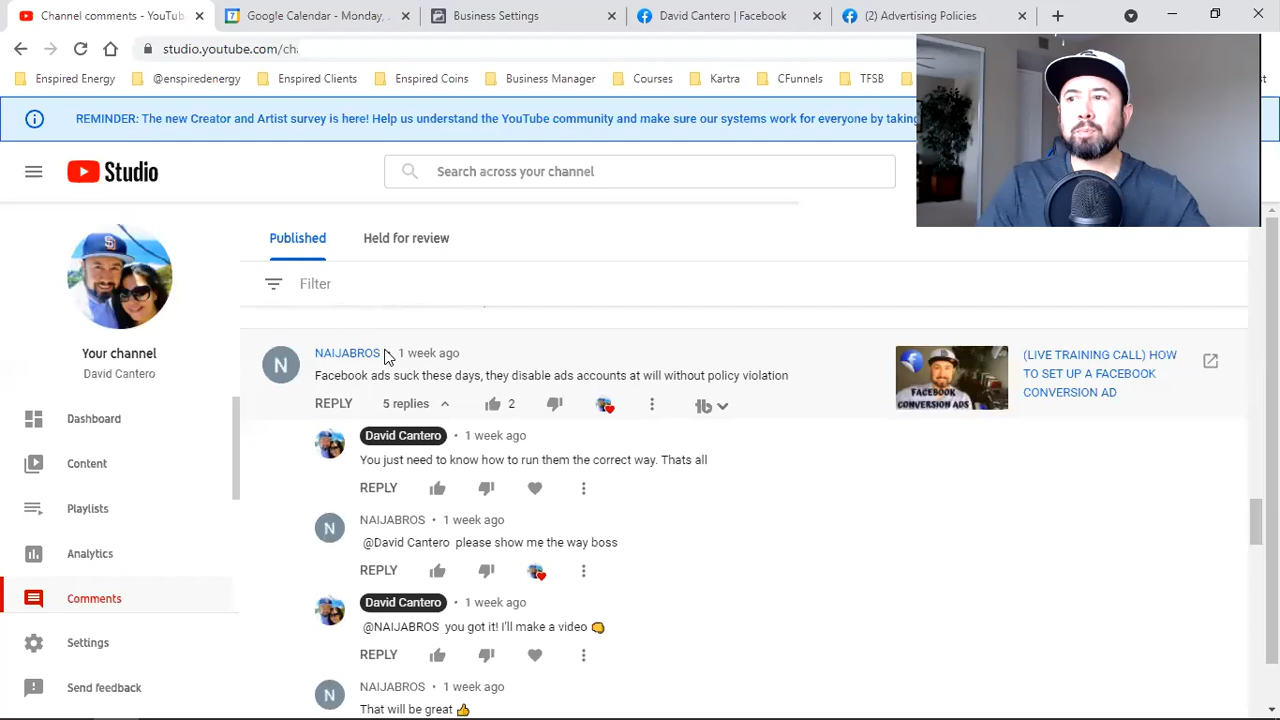 Channel comments - YouTub
Google Calendar - Monday,
Business Settings
David Cantero | Facebook
(2) Advertising Policies
studio.youtube.com/cha
Enspired Energy
@enspiredenergy
Enspired Clients
Enspired Coins
Business Manager
Courses
Kartra
CFunnels
TFSB
REMINDER: The new Creator and Artist survey is here! Help us understand the YouTube community and make sure our systems work for everyone by taking
Studio
Search across your channel
Your channel
David Cantero
Dashboard
Content
Playlists
Analytics
Comments
Settings
Send feedback
Published
Held for review
Filter
NAIJABROS 1 week ago
Facebook ads suck these days, they disable ads accounts at will without policy violation
REPLY 5 replies 2
(LIVE TRAINING CALL) HOW
TO SET UP A FACEBOOK
CONVERSION AD
FACEBOOK
CONVERSION ADS
David Cantero • 1 week ago
You just need to know how to run them the correct way. Thats all
REPLY
NAIJABROS • 1 week ago
@David Cantero please show me the way boss
REPLY
David Cantero • 1 week ago
@NAIJABROS you got it! I'll make a video 👊
REPLY
NAIJABROS • 1 week ago
That will be great 👍